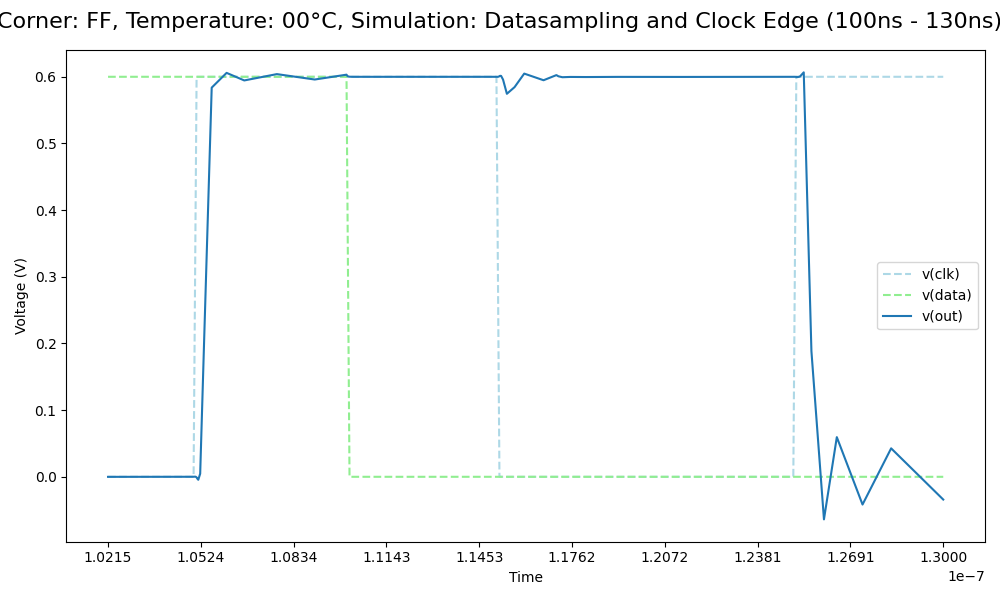 Corner: FF, Temperature: 00°C, Simulation: Datasampling and Clock Edge (100ns - 130ns)
0.6
0.5
0.4
0.3
0.2
0.1
0.0
Voltage (V)
v(clk)
v(data)
v(out)
1.0215 1.0524 1.0834 1.1143 1.1453 1.1762 1.2072 1.2381 1.2691 1.3000
1e−7
Time